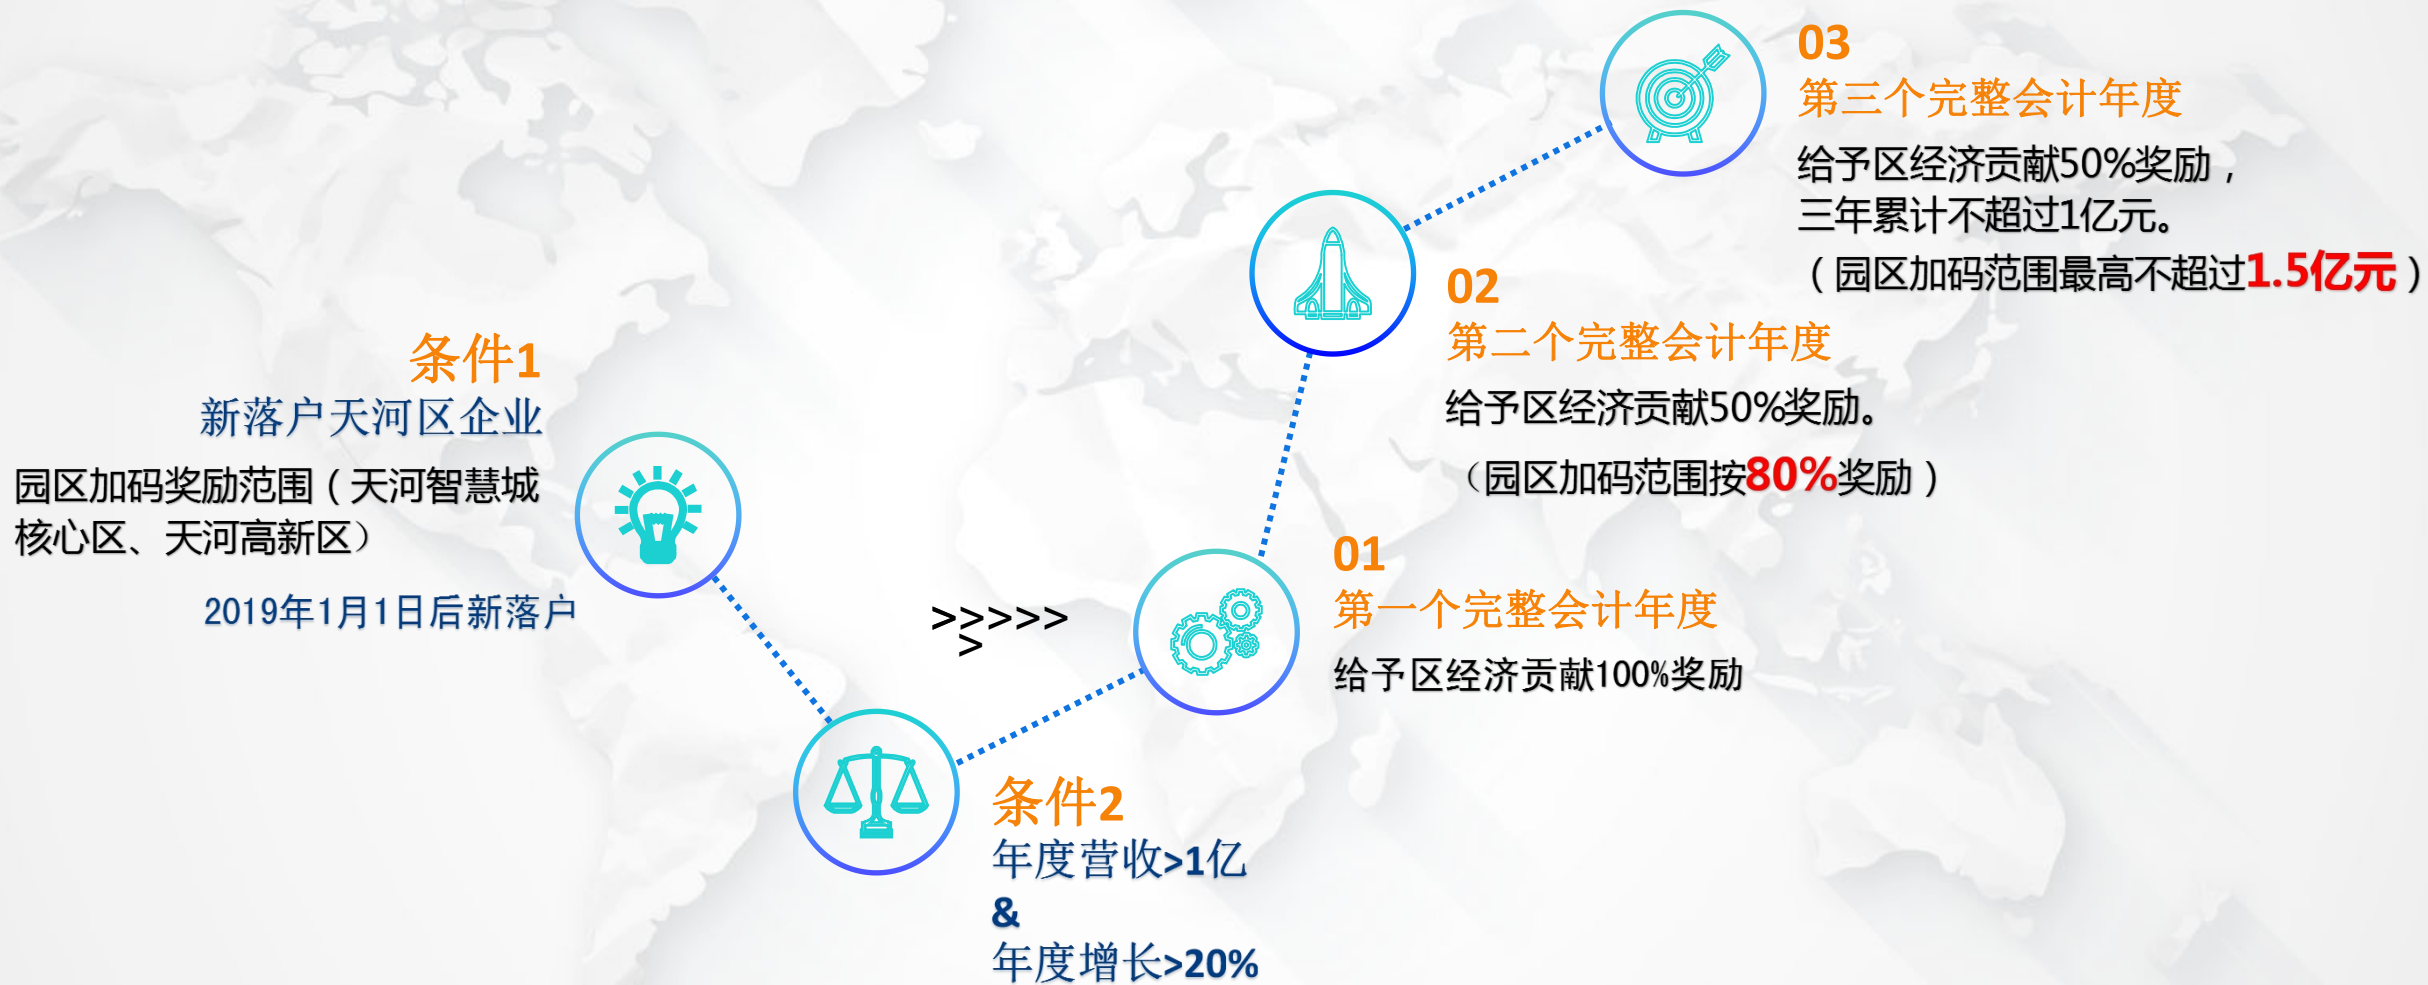 条件1
新落户天河区企业
园区加码奖励范围（天河智慧城
核心区、天河高新区）
2019年1月1日后新落户
条件2
年度营收>1亿
&
年度增长>20%
>>>>>
>
01
第一个完整会计年度
给予区经济贡献100%奖励
02
第二个完整会计年度
给予区经济贡献50%奖励。
（园区加码范围按80%奖励）
03
第三个完整会计年度
给予区经济贡献50%奖励，
三年累计不超过1亿元。
（园区加码范围最高不超过1.5亿元）